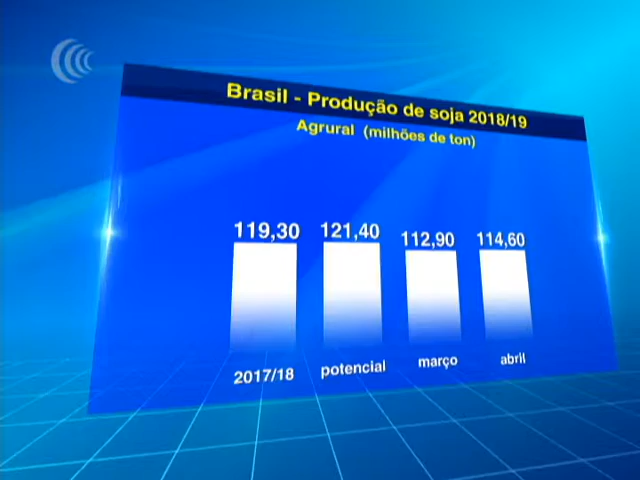 Brasil - Produção de soja 2018/19
Agrural (milhões de ton)
119,30 121,40 112,90 114,60
2017/18 potencial março abril